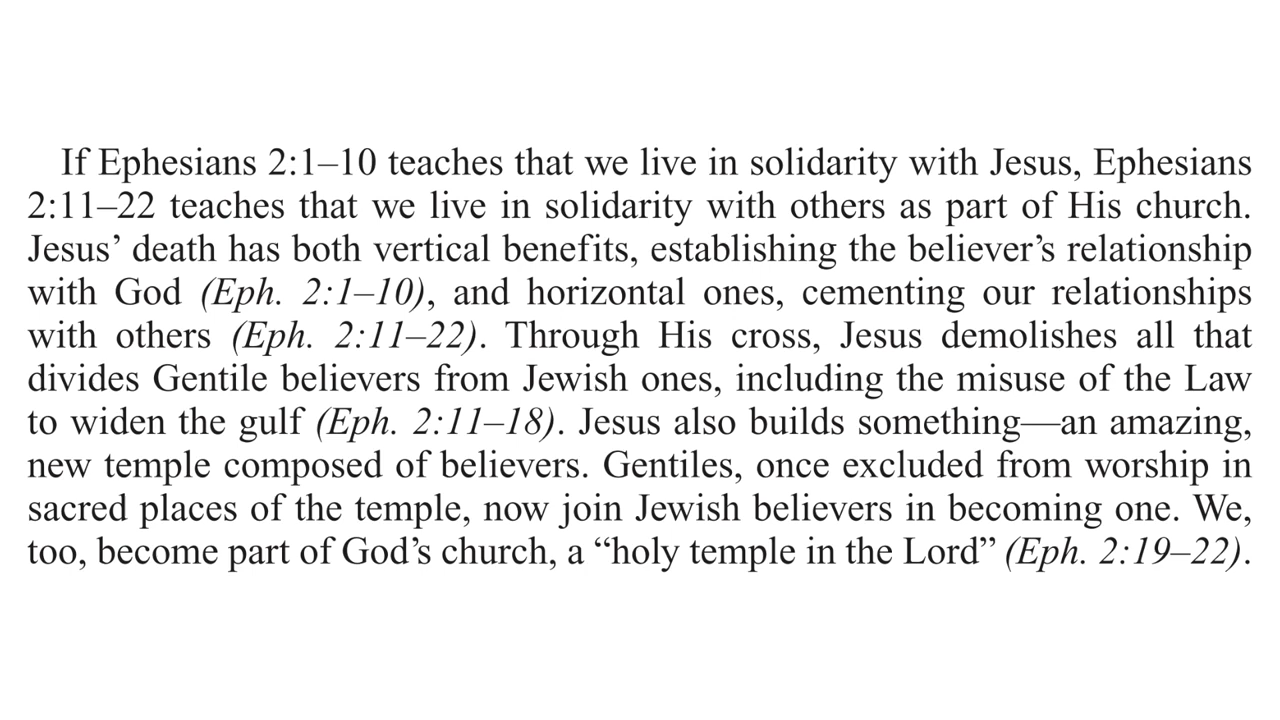 If Ephesians 2:1–10 teaches that we live in solidarity with Jesus, Ephesians
2:11–22 teaches that we live in solidarity with others as part of His church.
Jesus’ death has both vertical benefits, establishing the believer’s relationship
with God (Eph. 2:1–10), and horizontal ones, cementing our relationships
with others (Eph. 2:11–22). Through His cross, Jesus demolishes all that
divides Gentile believers from Jewish ones, including the misuse of the Law
to widen the gulf (Eph. 2:11–18). Jesus also builds something—an amazing,
new temple composed of believers. Gentiles, once excluded from worship in
sacred places of the temple, now join Jewish believers in becoming one. We,
too, become part of God’s church, a “holy temple in the Lord” (Eph. 2:19–22).